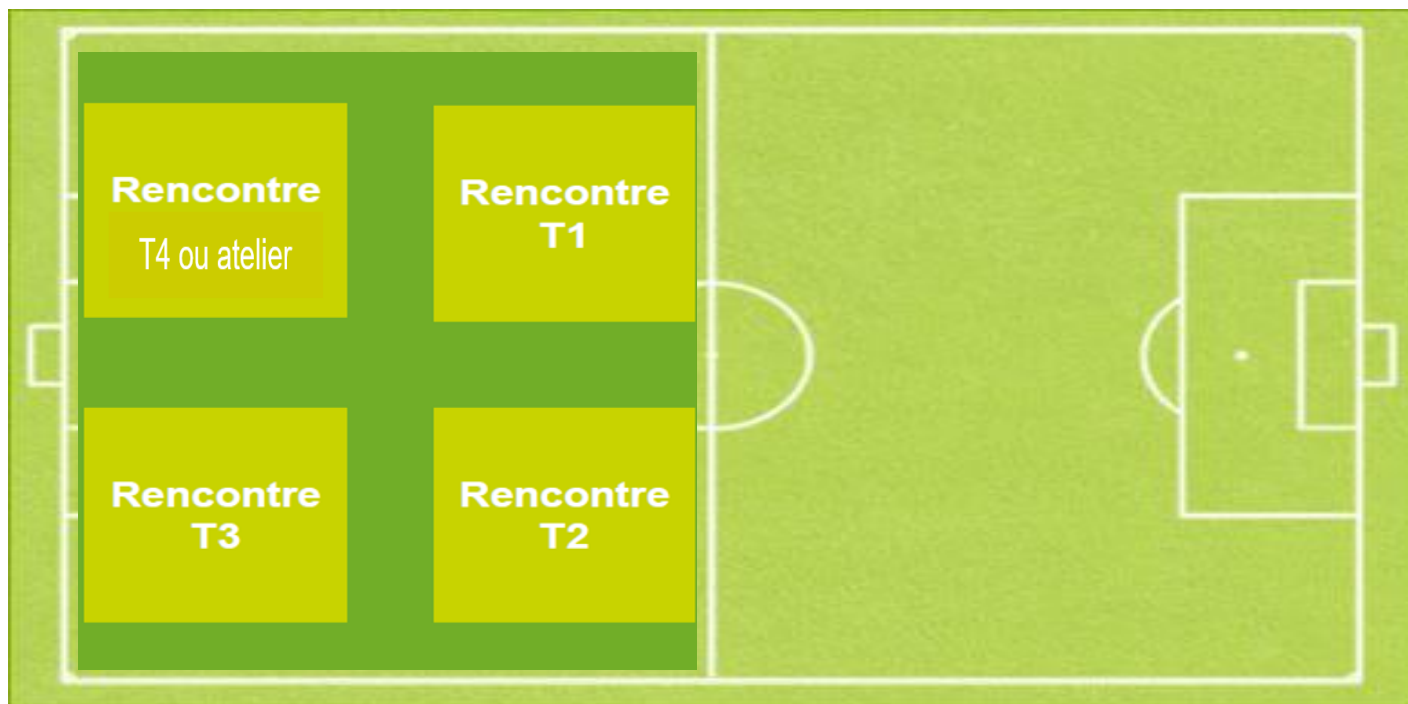 Rencontre
T4 ou atelier
Rencontre
T1
Rencontre
T3
Rencontre
T2